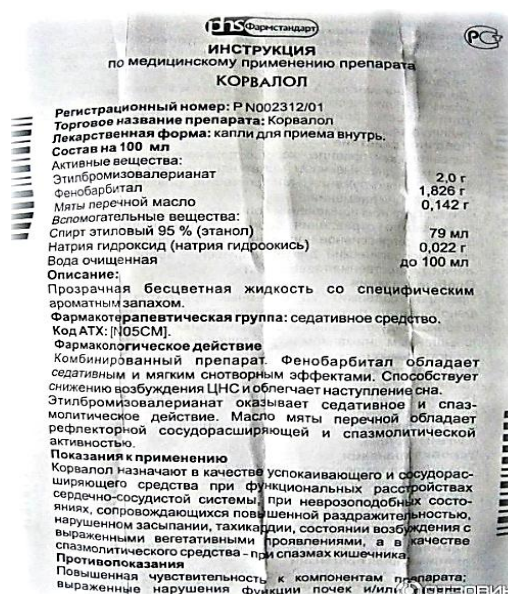 phs Фармстандарт
РСТ
ИНСТРУКЦИЯ
по медицинскому применению препарата
КОРВАЛОЛ
Регистрационный номер: Р N002312/01
Торговое название препарата: Корвалол
Лекарственная форма: капли для приема внутрь.
Состав на 100 мл
Активные вещества:
Этилбромизовалерианат 2,0 г
Фенобарбитал 1,826 г
Мяты перечной масло 0,142 г
Вспомогательные вещества:
Спирт этиловый 95 % (этанол) 79 мл
Натрия гидроксид (натрия гидроокись) 0,022 г
Вода очищенная до 100 мл
Описание:
Прозрачная бесцветная жидкость со специфическим
ароматным запахом.
Фармакотерапевтическая группа: седативное средство.
Код АТХ: [N05CM].
Фармакологическое действие
Комбинированный препарат. Фенобарбитал обладает
седативным и мягким снотворным эффектами. Способствует
снижению возбуждения ЦНС и облегчает наступление сна.
Этилбромизовалерианат оказывает седативное и спаз-
молитическое действие. Масло мяты перечной обладает
рефлекторной сосудорасширяющей и спазмолитической
активностью.
Показания к применению
Корвалол назначают в качестве успокаивающего и сосудорас-
ширяющего средства при функциональных расстройствах
сердечно-сосудистой системы, при неврозоподобных состо-
яниях, сопровождающихся повышенной раздражительностью,
нарушенном засыпании, тахикардии, состоянии возбуждения с
выраженными вегетативными проявлениями, а в качестве
спазмолитического средства - при спазмах кишечника.
Противопоказания
Повышенная чувствительность к компонентам препарата;
выраженные нарушения функции почек и/или